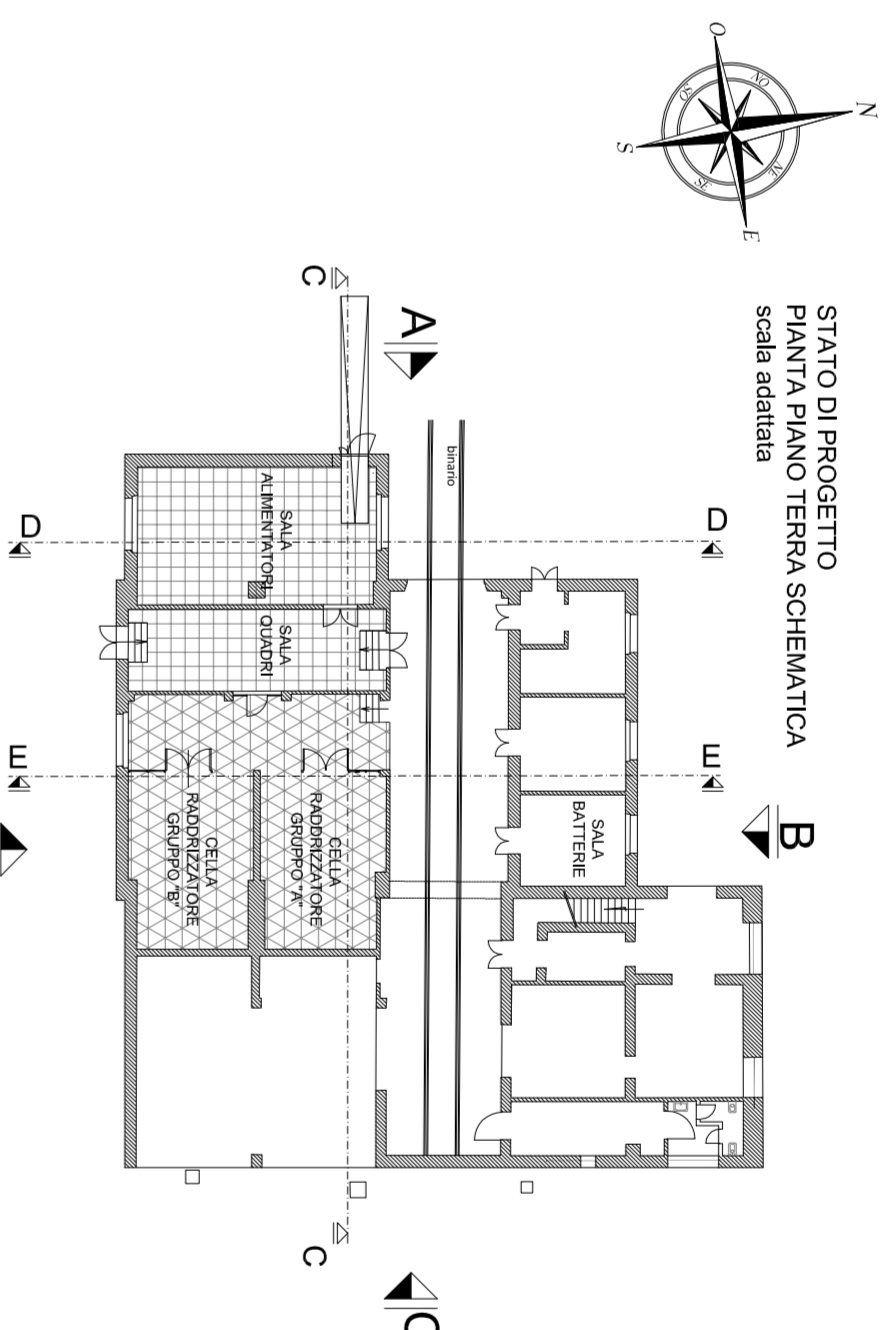 N
NO
NE
O
E
SO
SE
S
STATO DI PROGETTO
PIANTA PIANO TERRA SCHEMATICA
scala adattata
C
A
binario
D
D
SALA
ALIMENTATORI
SALA
QUADRI
E
E
B
SALA
BATTERIE
CELLA
RADDRIZZATORE
GRUPPO "A"
CELLA
RADDRIZZATORE
GRUPPO "B"
C